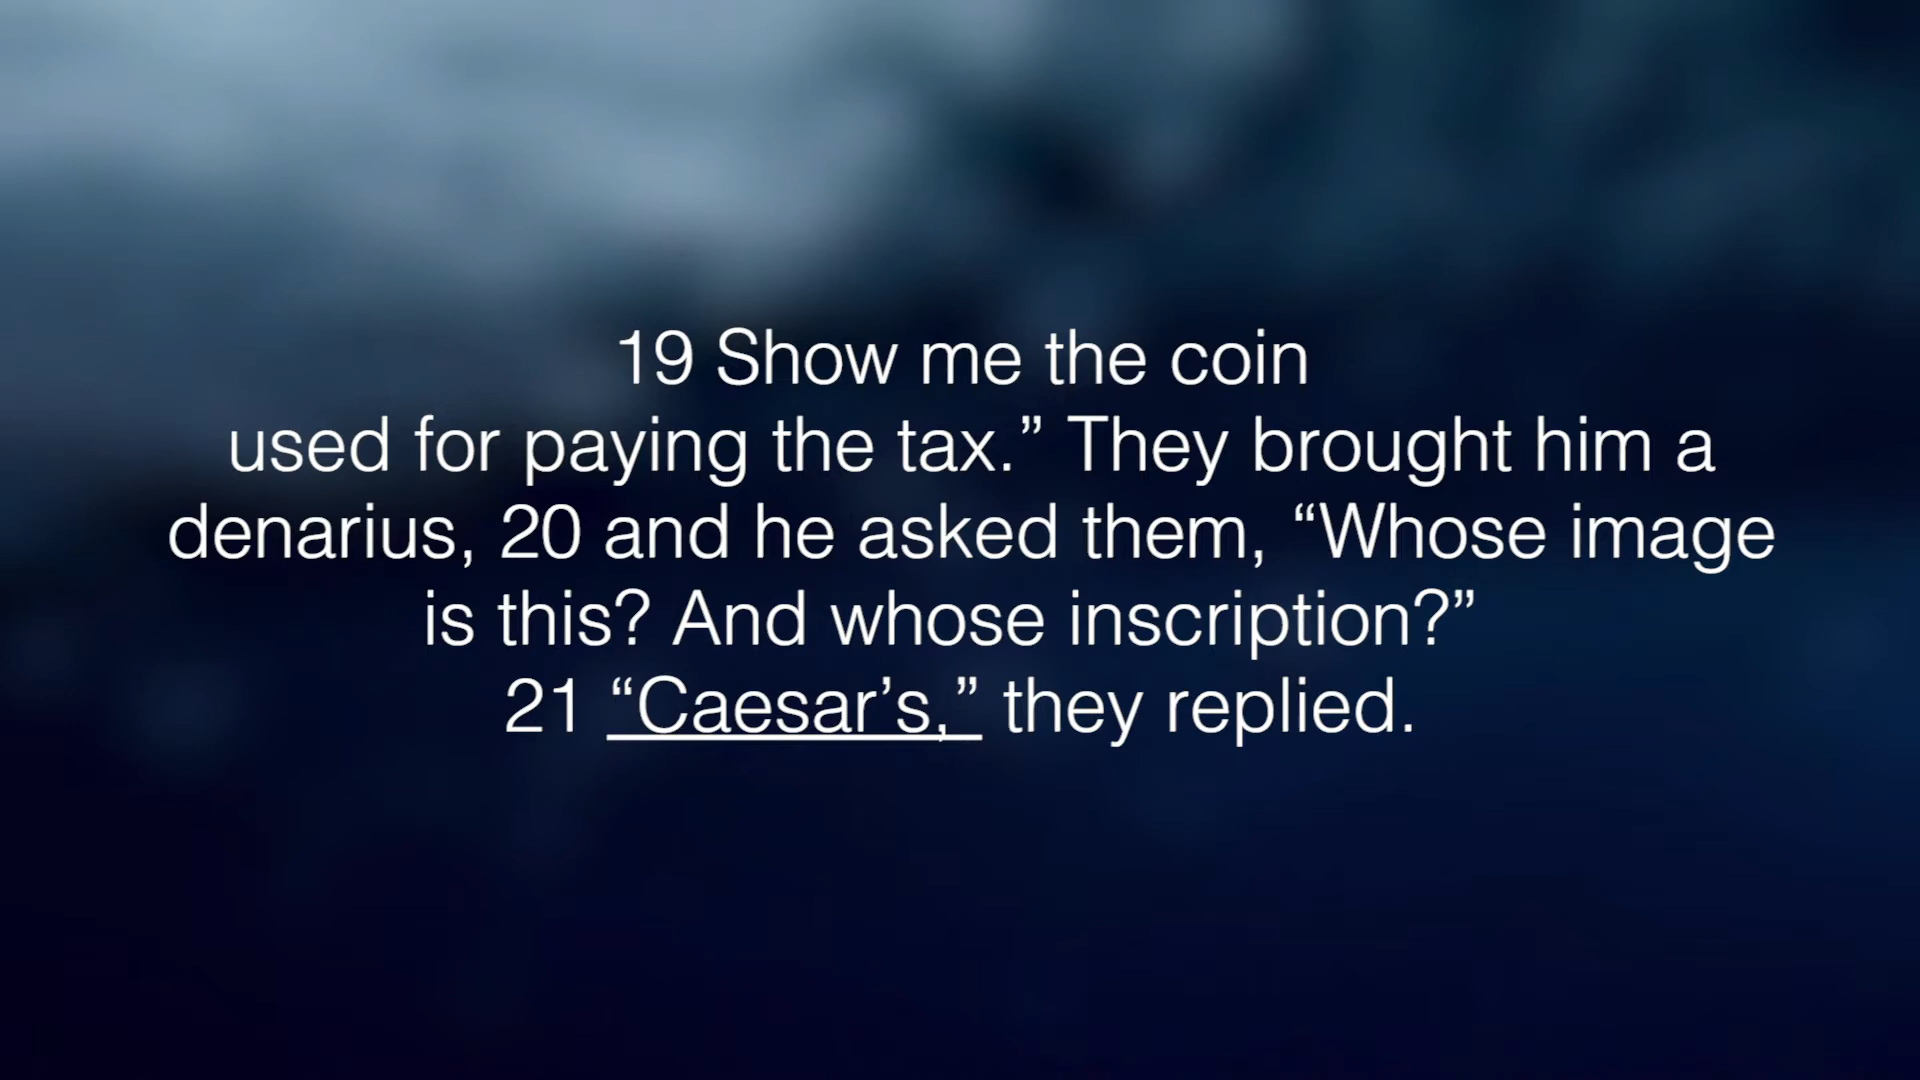 19 Show me the coin
used for paying the tax.” They brought him a
denarius, 20 and he asked them, “Whose image
is this? And whose inscription?”
21 “Caesar’s,” they replied.